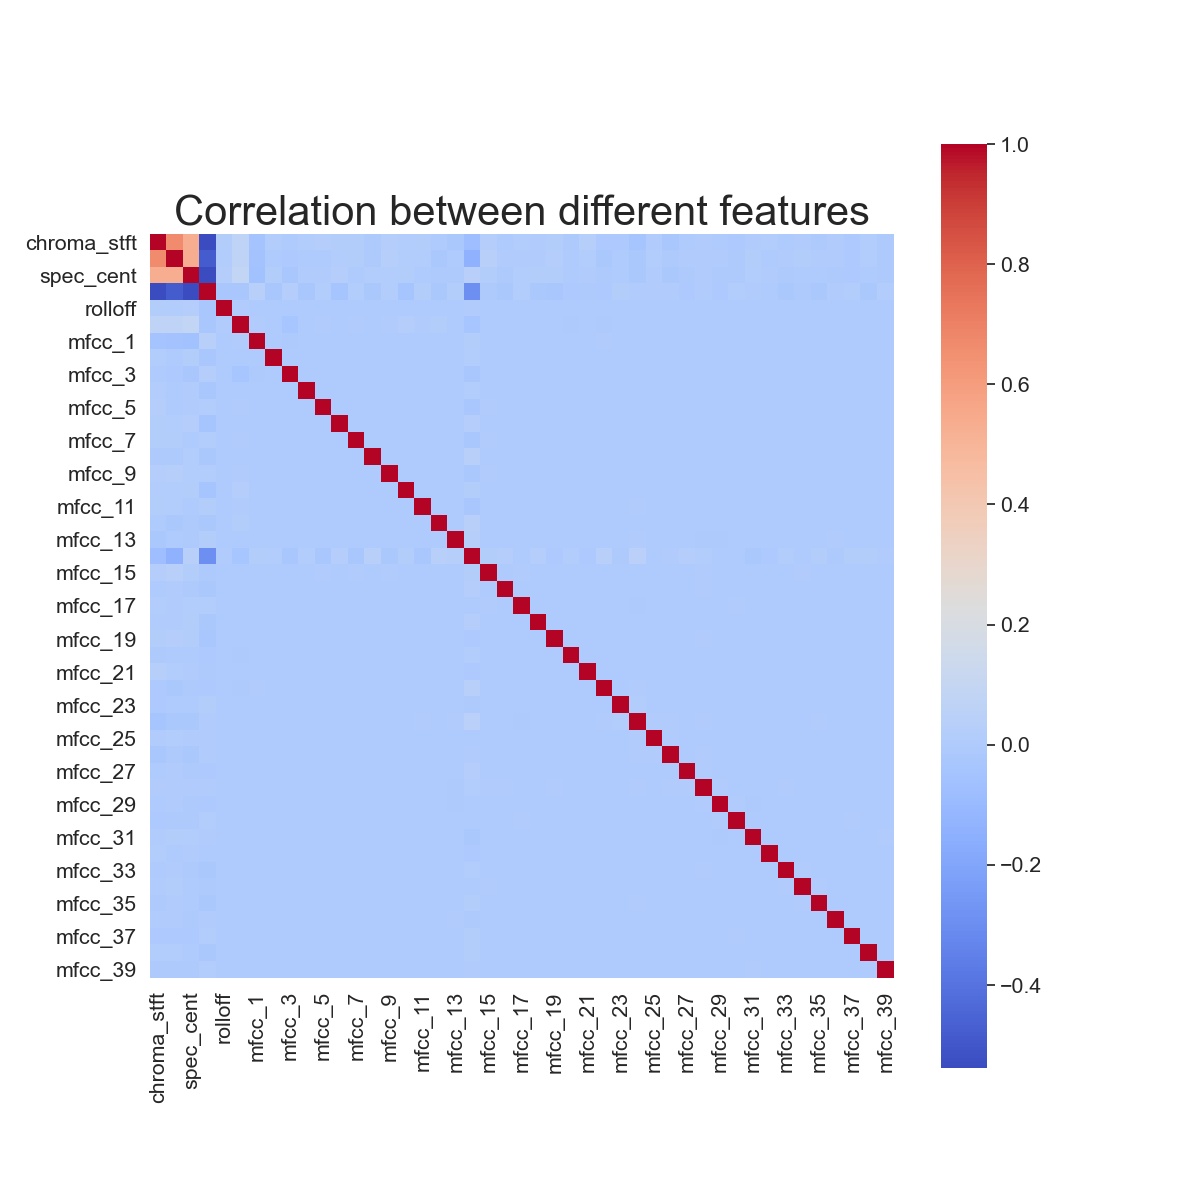 Correlation between different features
chroma_stft
spec_cent
rolloff
mfcc_1
mfcc_3
mfcc_5
mfcc_7
mfcc_9
mfcc_11
mfcc_13
mfcc_15
mfcc_17
mfcc_19
mfcc_21
mfcc_23
mfcc_25
mfcc_27
mfcc_29
mfcc_31
mfcc_33
mfcc_35
mfcc_37
mfcc_39
chroma_stft
spec_cent
rolloff
mfcc_1
mfcc_3
mfcc_5
mfcc_7
mfcc_9
mfcc_11
mfcc_13
mfcc_15
mfcc_17
mfcc_19
mfcc_21
mfcc_23
mfcc_25
mfcc_27
mfcc_29
mfcc_31
mfcc_33
mfcc_35
mfcc_37
mfcc_39
1.0
0.8
0.6
0.4
0.2
0.0
−0.2
−0.4